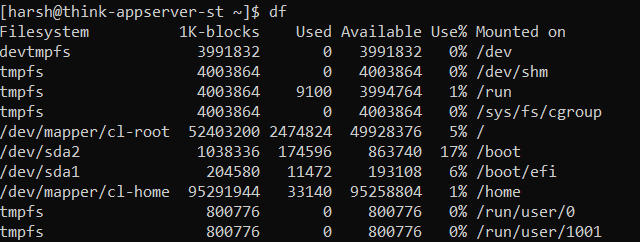 [harsh@think-appserver-st ~]$ df
Filesystem 1K-blocks Used Available Use% Mounted on
devtmpfs 3991832 0 3991832 0% /dev
tmpfs 4003864 0 4003864 0% /dev/shm
tmpfs 4003864 9100 3994764 1% /run
tmpfs 4003864 0 4003864 0% /sys/fs/cgroup
/dev/mapper/cl-root 52403200 2474824 49928376 5% /
/dev/sda2 1038336 174596 863740 17% /boot
/dev/sda1 204580 11472 193108 6% /boot/efi
/dev/mapper/cl-home 95291944 33140 95258804 1% /home
tmpfs 800776 0 800776 0% /run/user/0
tmpfs 800776 0 800776 0% /run/user/1001